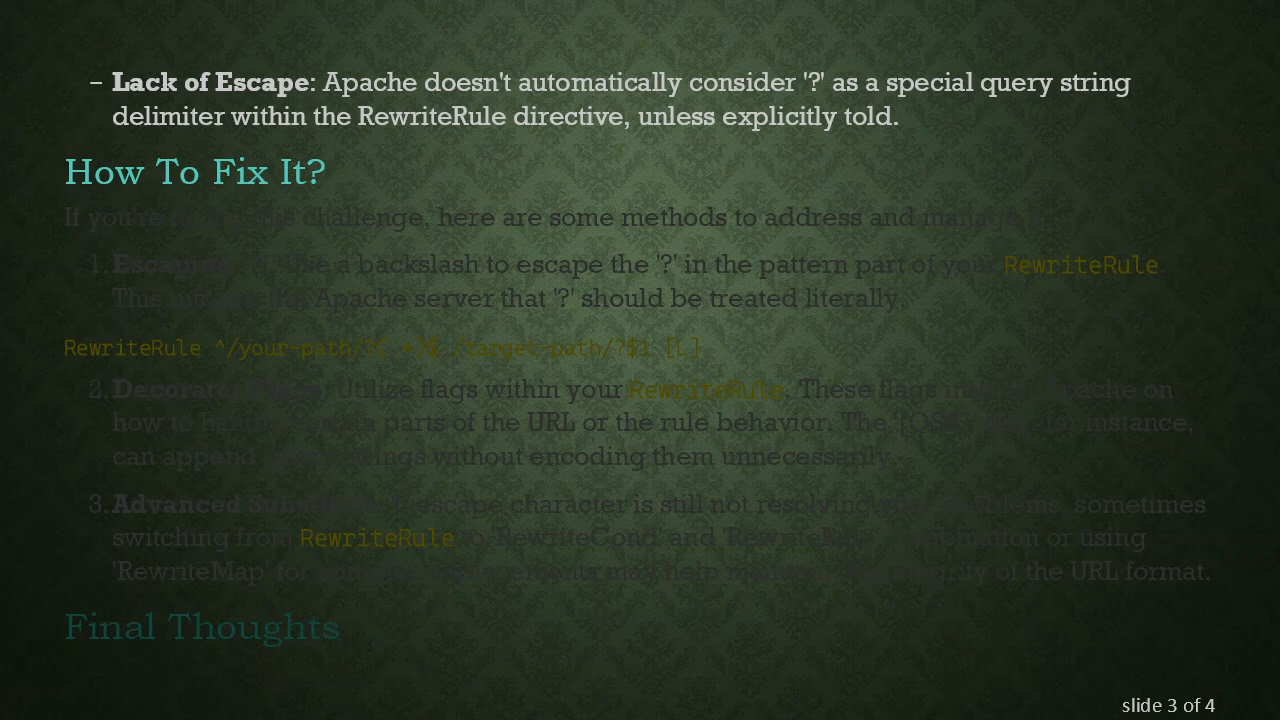 – Lack of Escape: Apache doesn't automatically consider '?' as a special query string
delimiter within the RewriteRule directive, unless explicitly told.
How To Fix It?
If you're facing this challenge, here are some methods to address and manage it:
1. Escaping '?': Use a backslash to escape the '?' in the pattern part of your RewriteRule.
This informs the Apache server that '?' should be treated literally.
RewriteRule ^/your-path/?(.*)$ /target-path/?$1 [L]
2. Decorator Flags: Utilize flags within your RewriteRule. These flags instruct Apache on
how to handle certain parts of the URL or the rule behavior. The '[QSA]' flag, for instance,
can append query strings without encoding them unnecessarily.
3. Advanced If escape character is still not resolving your problems, sometimes
switching from RewriteRule to 'RewriteCond' and combination or using
'RewriteMap' for replacements may help maintain the integrity of the URL format.
Final Thoughts
slide 3 of 4